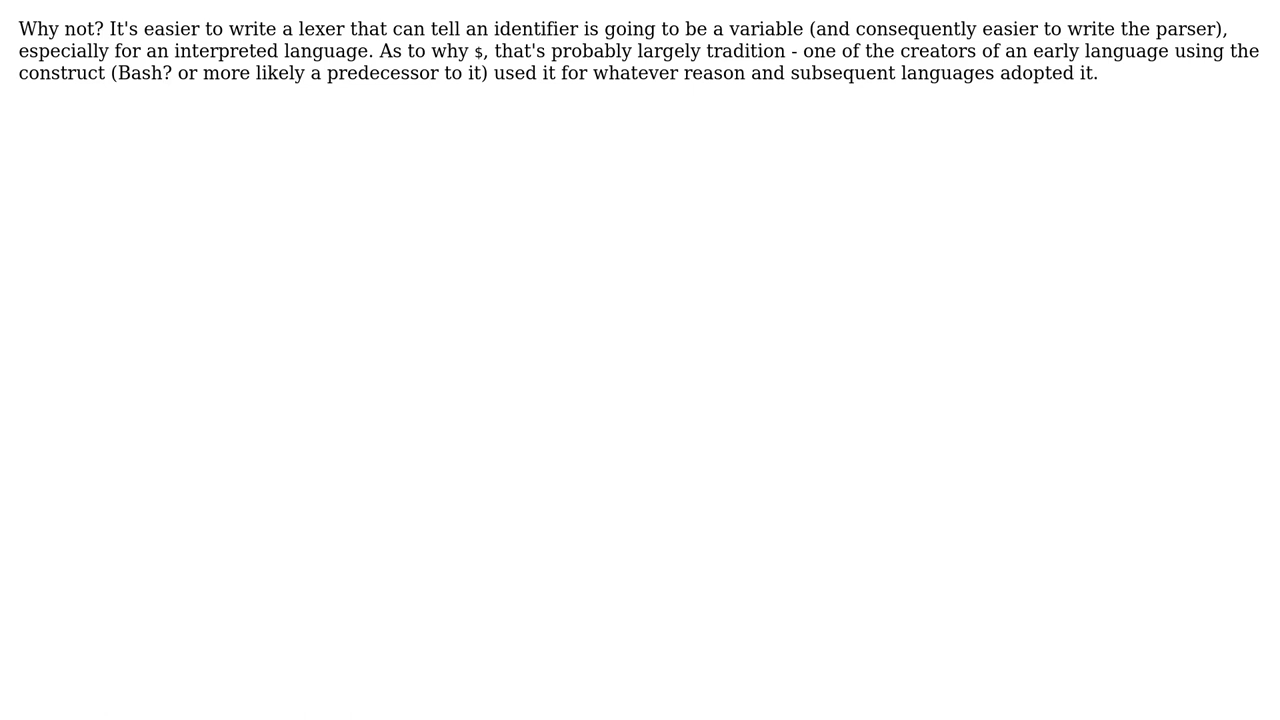 Why not? It's easier to write a lexer that can tell an identifier is going to be a variable (and consequently easier to write the parser),
especially for an interpreted language. As to why $, that's probably largely tradition - one of the creators of an early language using the
construct (Bash? or more likely a predecessor to it) used it for whatever reason and subsequent languages adopted it.